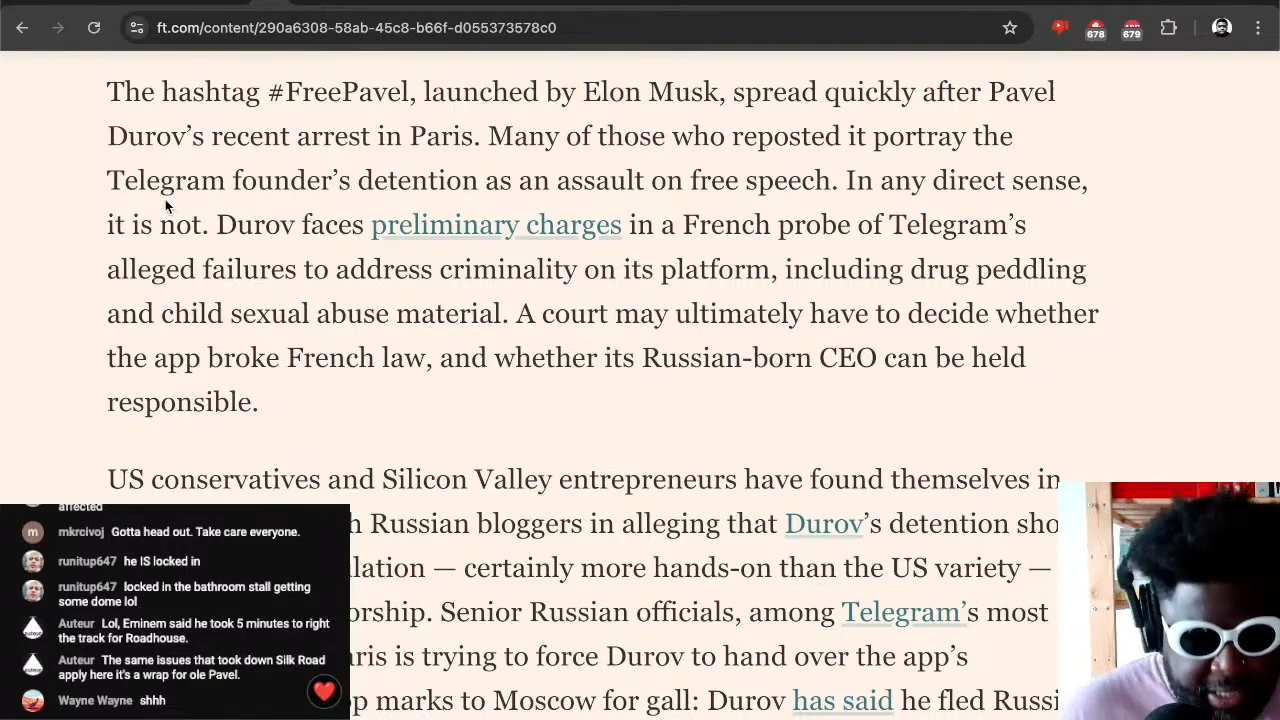 ft.com/content/290a6308-58ab-45c8-b66f-d055373578c0
678
679
The hashtag #FreePavel, launched by Elon Musk, spread quickly after Pavel
Durov’s recent arrest in Paris. Many of those who reposted it portray the
Telegram founder’s detention as an assault on free speech. In any direct sense,
it is not. Durov faces preliminary charges in a French probe of Telegram’s
alleged failures to address criminality on its platform, including drug peddling
and child sexual abuse material. A court may ultimately have to decide whether
the app broke French law, and whether its Russian-born CEO can be held
responsible.
US conservatives and Silicon Valley entrepreneurs have found themselves in
h Russian bloggers in alleging that Durov’s detention sho
lation — certainly more hands-on than the US variety —
orship. Senior Russian officials, among Telegram’s most
aris is trying to force Durov to hand over the app’s
p marks to Moscow for gall: Durov has said he fled Russi
affected
m mkrcivoj Gotta head out. Take care everyone.
runitup647 he IS locked in
runitup647 locked in the bathroom stall getting
some dome lol
Auteur Lol, Eminem said he took 5 minutes to right
the track for Roadhouse.
Auteur The same issues that took down Silk Road
apply here it's a wrap for ole Pavel.
Wayne Wayne shhh